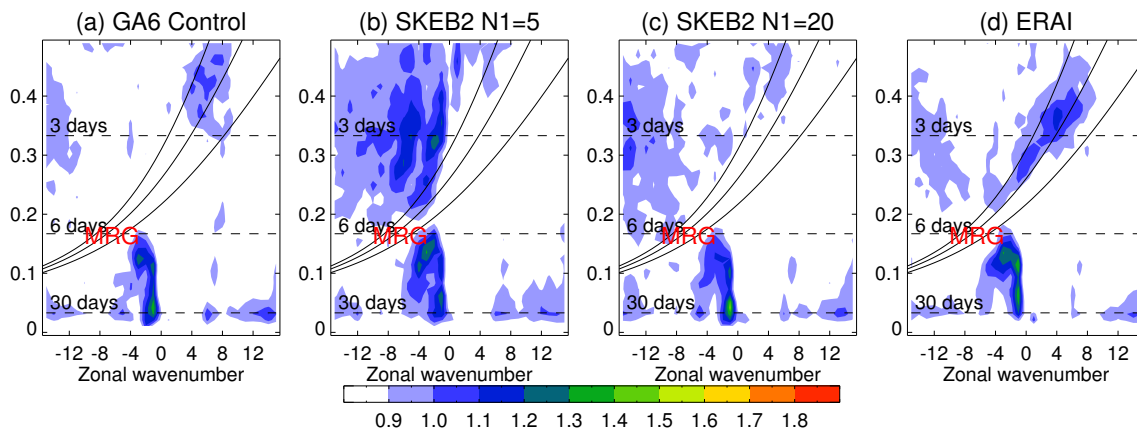 (a) GA6 Control (b) SKEB2 N1=5 (c) SKEB2 N1=20 (d) ERAI
0.4 0.4 0.4 0.4
3 days 3 days 3 days 3 days
0.3 0.3 0.3 0.3
0.2 0.2 0.2 0.2
6 days 6 days 6 days 6 days
MRG MRG MRG MRG
0.1 0.1 0.1 0.1
30 days 30 days 30 days 30 days
0 0 0 0
-12 -8 -4 0 4 8 12 -12 -8 -4 0 4 8 12 -12 -8 -4 0 4 8 12 -12 -8 -4 0 4 8 12
Zonal wavenumber Zonal wavenumber Zonal wavenumber Zonal wavenumber
0.9 1.0 1.1 1.2 1.3 1.4 1.5 1.6 1.7 1.8